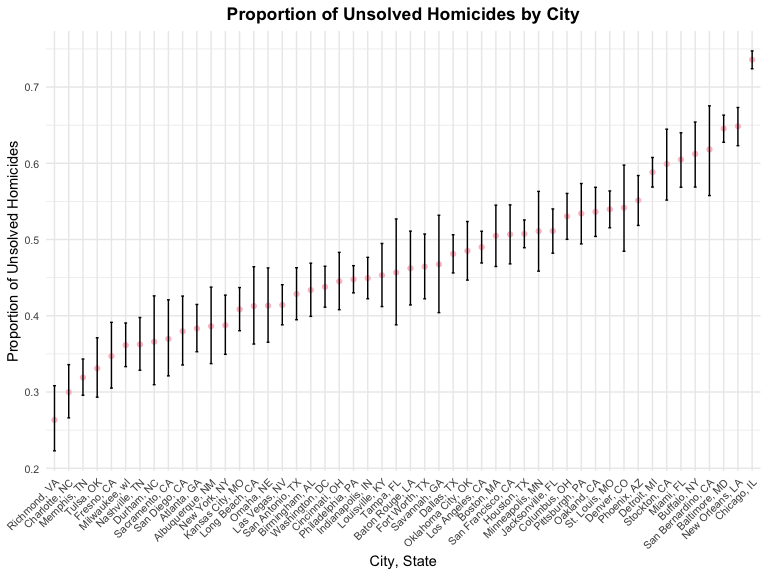 Proportion of Unsolved Homicides by City
Proportion of Unsolved Homicides
0.7
0.6
0.5
0.4
0.3
0.2
Richmond, VA
Charlotte, NC
Memphis, TN
Tulsa, OK
Fresno, CA
Milwaukee, wI
Nashville, TN
Durham, NC
Sacramento, CA
San Diego, CA
Atlanta, GA
Albuquerque, NM
New York, NY
Kansas City, MO
Long Beach, CA
Omaha, NE
Las Vegas, NV
San Antonio, TX
Birmingham, AL
Washington, DC
Cincinnati, OH
Philadelphia, PA
Indianapolis, IN
Louisville, KY
Tampa, FL
Baton Rouge, LA
Fort Worth, TX
Savannah, GA
Dallas, TX
Oklahoma City, OK
Los Angeles, CA
Boston, MA
San Francisco, CA
Houston, TX
Minneapolis, MN
Jacksonville, FL
Columbus, OH
Pittsburgh, PA
Oakland, CA
St. Louis, MO
Denver, CO
Phoenix, AZ
Detroit, MI
Stockton, CA
Miami, FL
Buffalo, NY
San Bernardino, CA
Baltimore, MD
New Orleans, LA
Chicago, IL
City, State